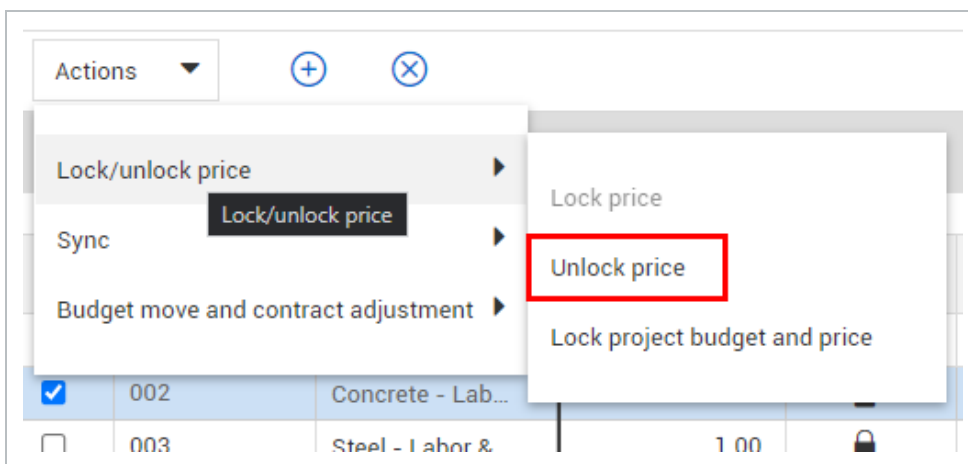 Actions
Lock/unlock price
Lock/unlock price
Sync
Budget move and contract adjustment
Lock price
Unlock price
Lock project budget and price
002 Concrete - Lab...
003 Steel - Labor & 1.00